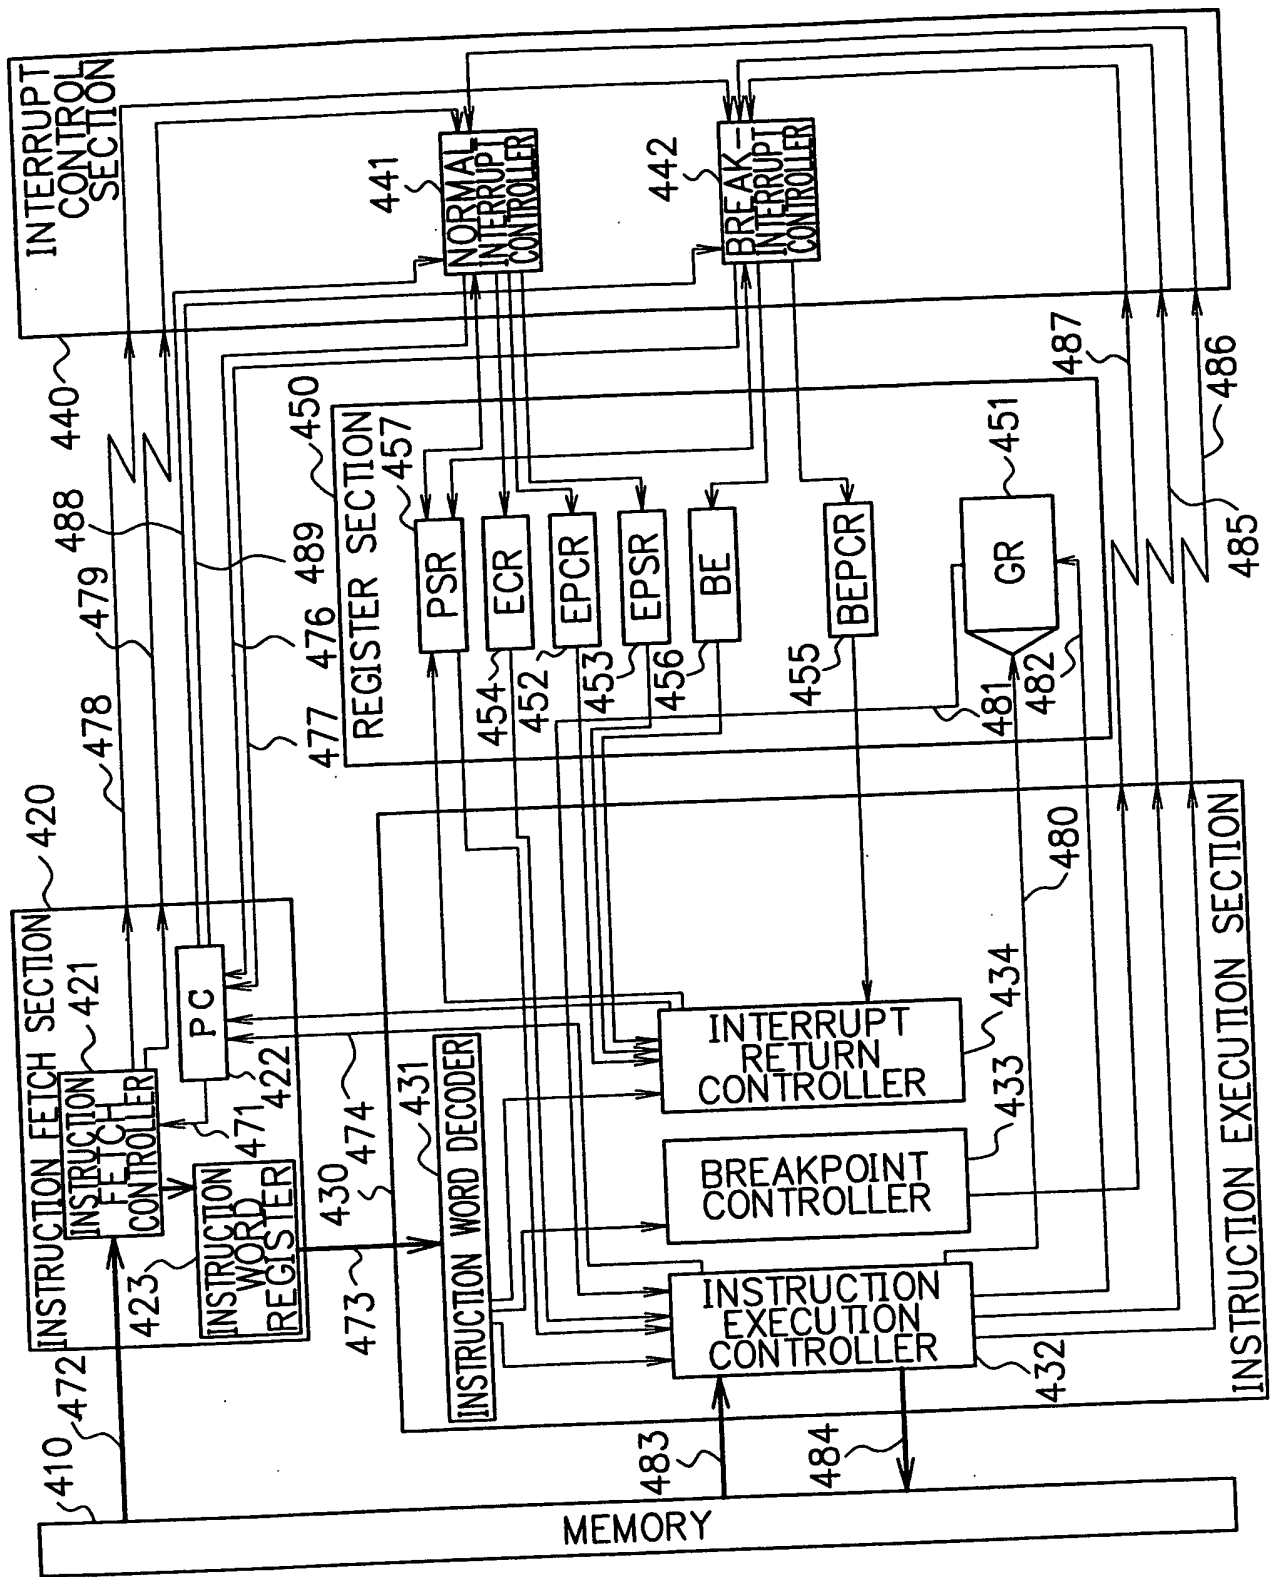 INTERRUPT
CONTROL
SECTION
440
NORMAL-
INTERRUPT
CONTROLLER
441
BREAK-
INTERRUPT
CONTROLLER
442
478
479
488
489
476
477
487
485
486
450
REGISTER SECTION
457
PSR
ECR
454
EPCR
452
EPSR
453
BE
456
BEPCR
455
GR
451
481
482
480
420
INSTRUCTION FETCH SECTION
421
INSTRUCTION
FETCH
CONTROLLER
PC
422
471
INSTRUCTION
WORD
REGISTER
423
474
473
430
431
INSTRUCTION WORD DECODER
INTERRUPT
RETURN
CONTROLLER
434
BREAKPOINT
CONTROLLER
433
INSTRUCTION
EXECUTION
CONTROLLER
432
INSTRUCTION EXECUTION SECTION
472
410
483
484
MEMORY